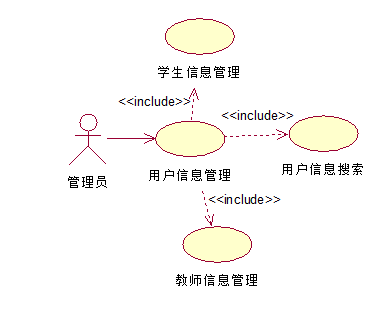 学生信息管理
<<include>>
<<include>>
管理员
用户信息管理
用户信息搜索
<<include>>
教师信息管理